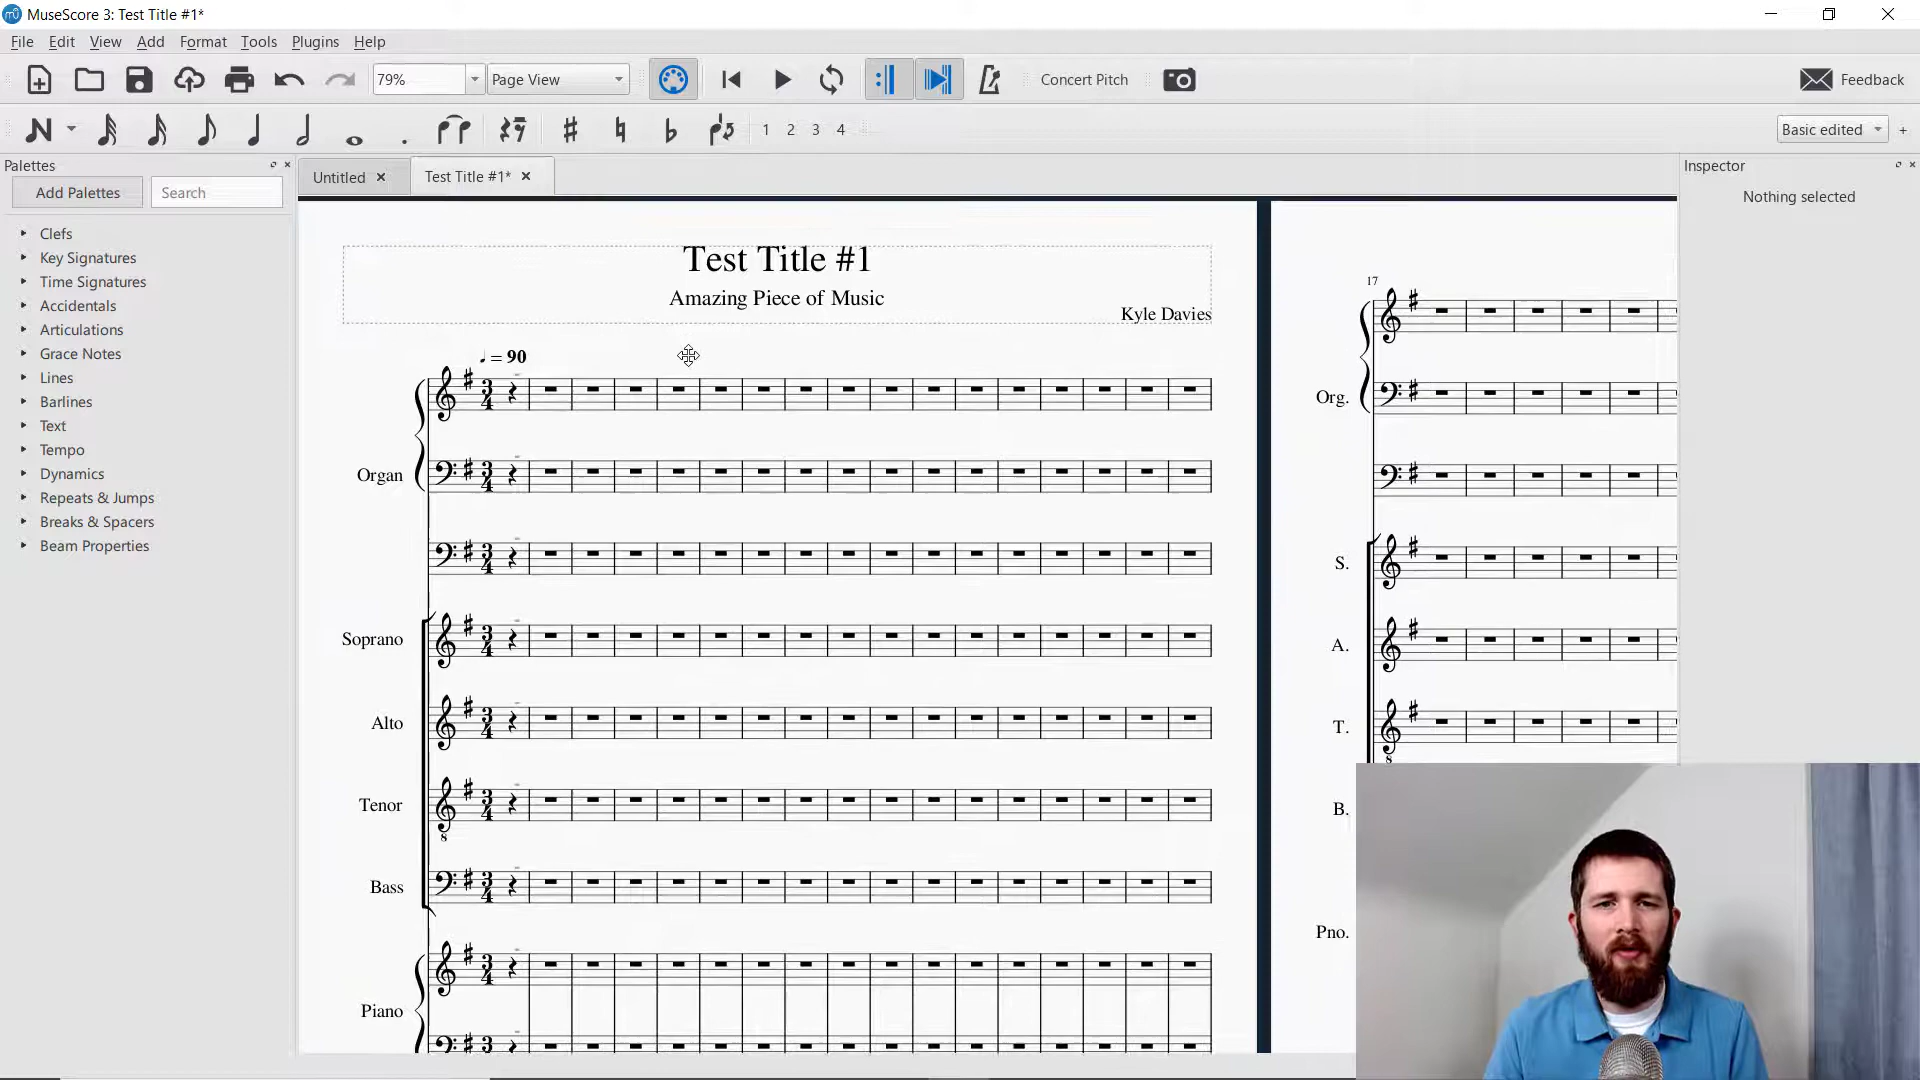 MuseScore 3: Test Title #1*
File Edit View Add Format Tools Plugins Help
79% Page View Concert Pitch Feedback
1 2 3 4 Basic edited +
Palettes
Add Palettes Search
Clefs
Key Signatures
Time Signatures
Accidentals
Articulations
Grace Notes
Lines
Barlines
Text
Tempo
Dynamics
Repeats & Jumps
Breaks & Spacers
Beam Properties
Untitled Test Title #1*
Test Title #1
Amazing Piece of Music
Kyle Davies
= 90
Organ
Soprano
Alto
Tenor
Bass
Piano
17
Org.
S.
A.
T.
B.
Pno.
Inspector
Nothing selected